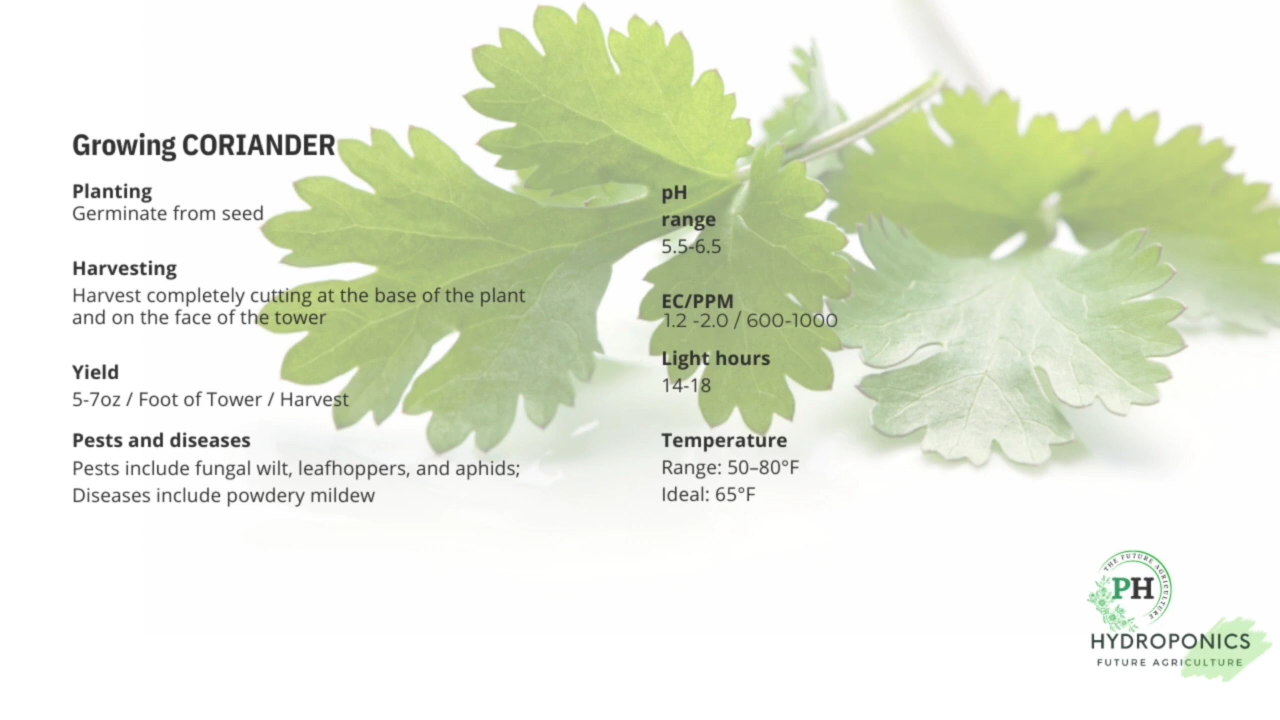 Growing CORIANDER
Planting
Germinate from seed
Harvesting
Harvest completely cutting at the base of the plant
and on the face of the tower
Yield
5-7oz / Foot of Tower / Harvest
Pests and diseases
Pests include fungal wilt, leafhoppers, and aphids;
Diseases include powdery mildew
pH
range
5.5-6.5
EC/PPM
1.2 -2.0 / 600-1000
Light hours
14-18
Temperature
Range: 50–80°F
Ideal: 65°F
THE FUTURE AGRICULTURE
PH
HYDROPONICS
FUTURE AGRICULTURE